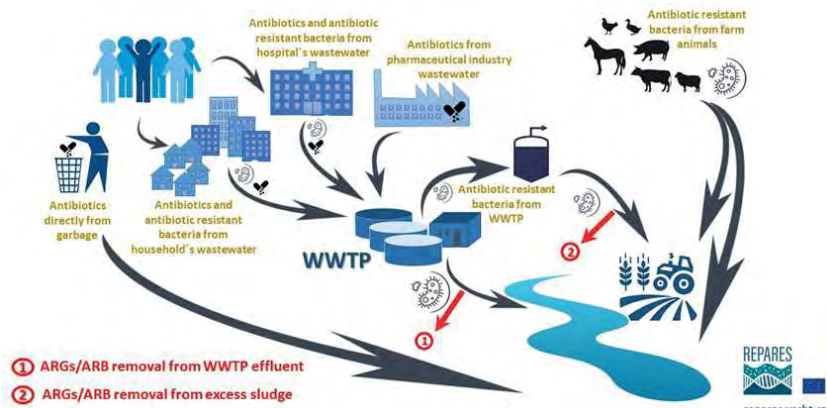 Antibiotics and antibiotic
resistant bacteria from
hospital´s wastewater
Antibiotics from
pharmaceutical industry
wastewater
Antibiotic resistant
bacteria from farm
animals
Antibiotics
directly from
garbage
Antibiotics and
antibiotic resistant
bacteria from
household´s wastewater
Antibiotic resistant
bacteria from
WWTP
WWTP
2
1
1 ARGs/ARB removal from WWTP effluent
2 ARGs/ARB removal from excess sludge
REPARES